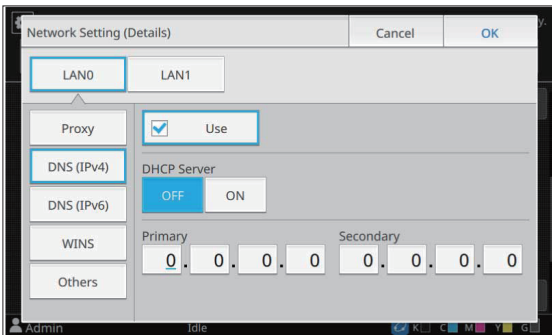 Network Setting (Details) Cancel OK
LAN0 LAN1
Proxy
DNS (IPv4)
DNS (IPv6)
WINS
Others
Use
DHCP Server
OFF ON
Primary Secondary
0 . 0 . 0 . 0 0 . 0 . 0 . 0
Admin Idle K C M Y G